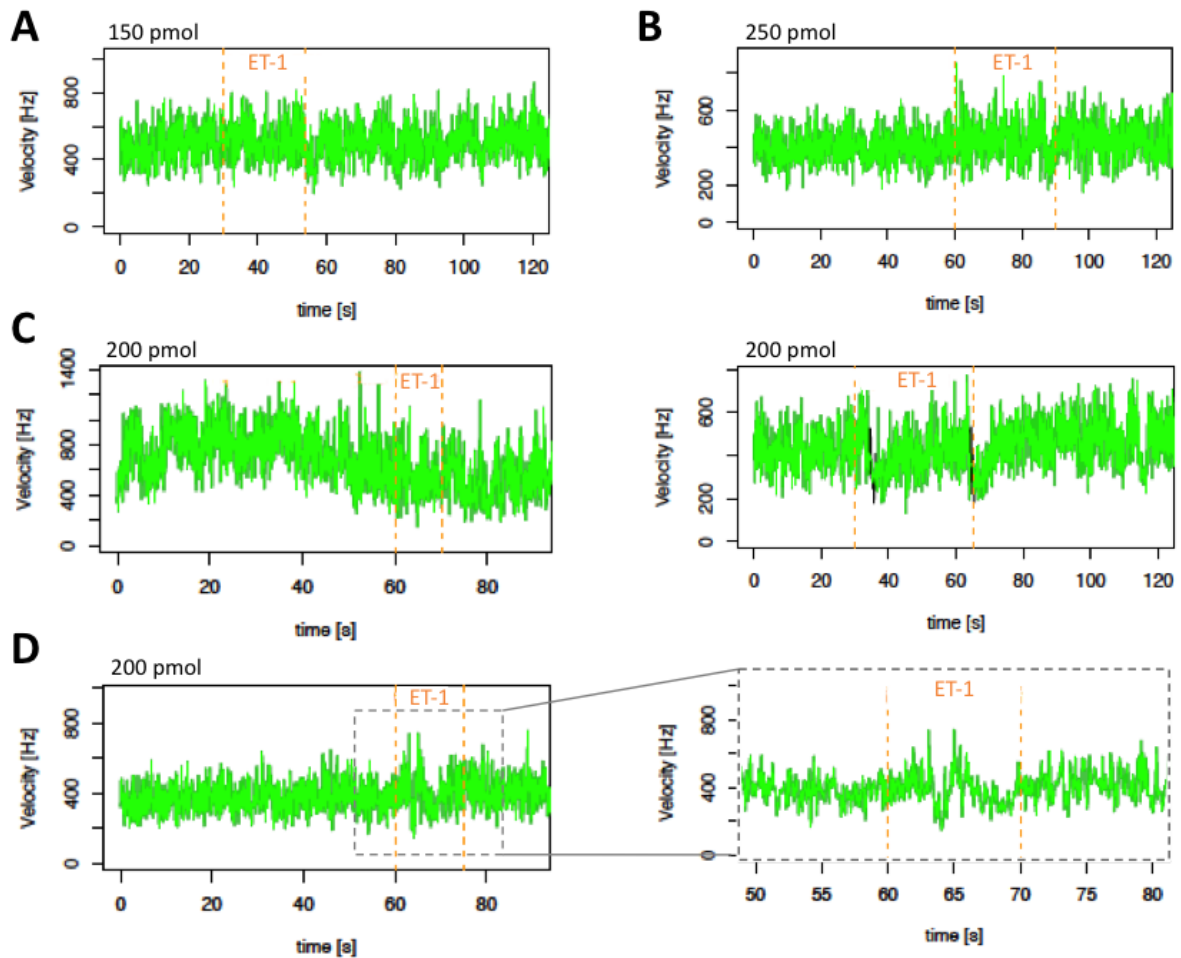 A
150 pmol
ET-1
Velocity [Hz]
0 400 800
0 20 40 60 80 100 120
time [s]
B
250 pmol
ET-1
Velocity [Hz]
0 200 600
0 20 40 60 80 100 120
time [s]
C
200 pmol
ET-1
Velocity [Hz]
0 400 800 1400
0 20 40 60 80
time [s]
200 pmol
ET-1
Velocity [Hz]
0 200 600
0 20 40 60 80 100 120
time [s]
D
200 pmol
ET-1
Velocity [Hz]
0 400 800
0 20 40 60 80
time [s]
ET-1
Velocity [Hz]
0 400 800
50 55 60 65 70 75 80
time [s]